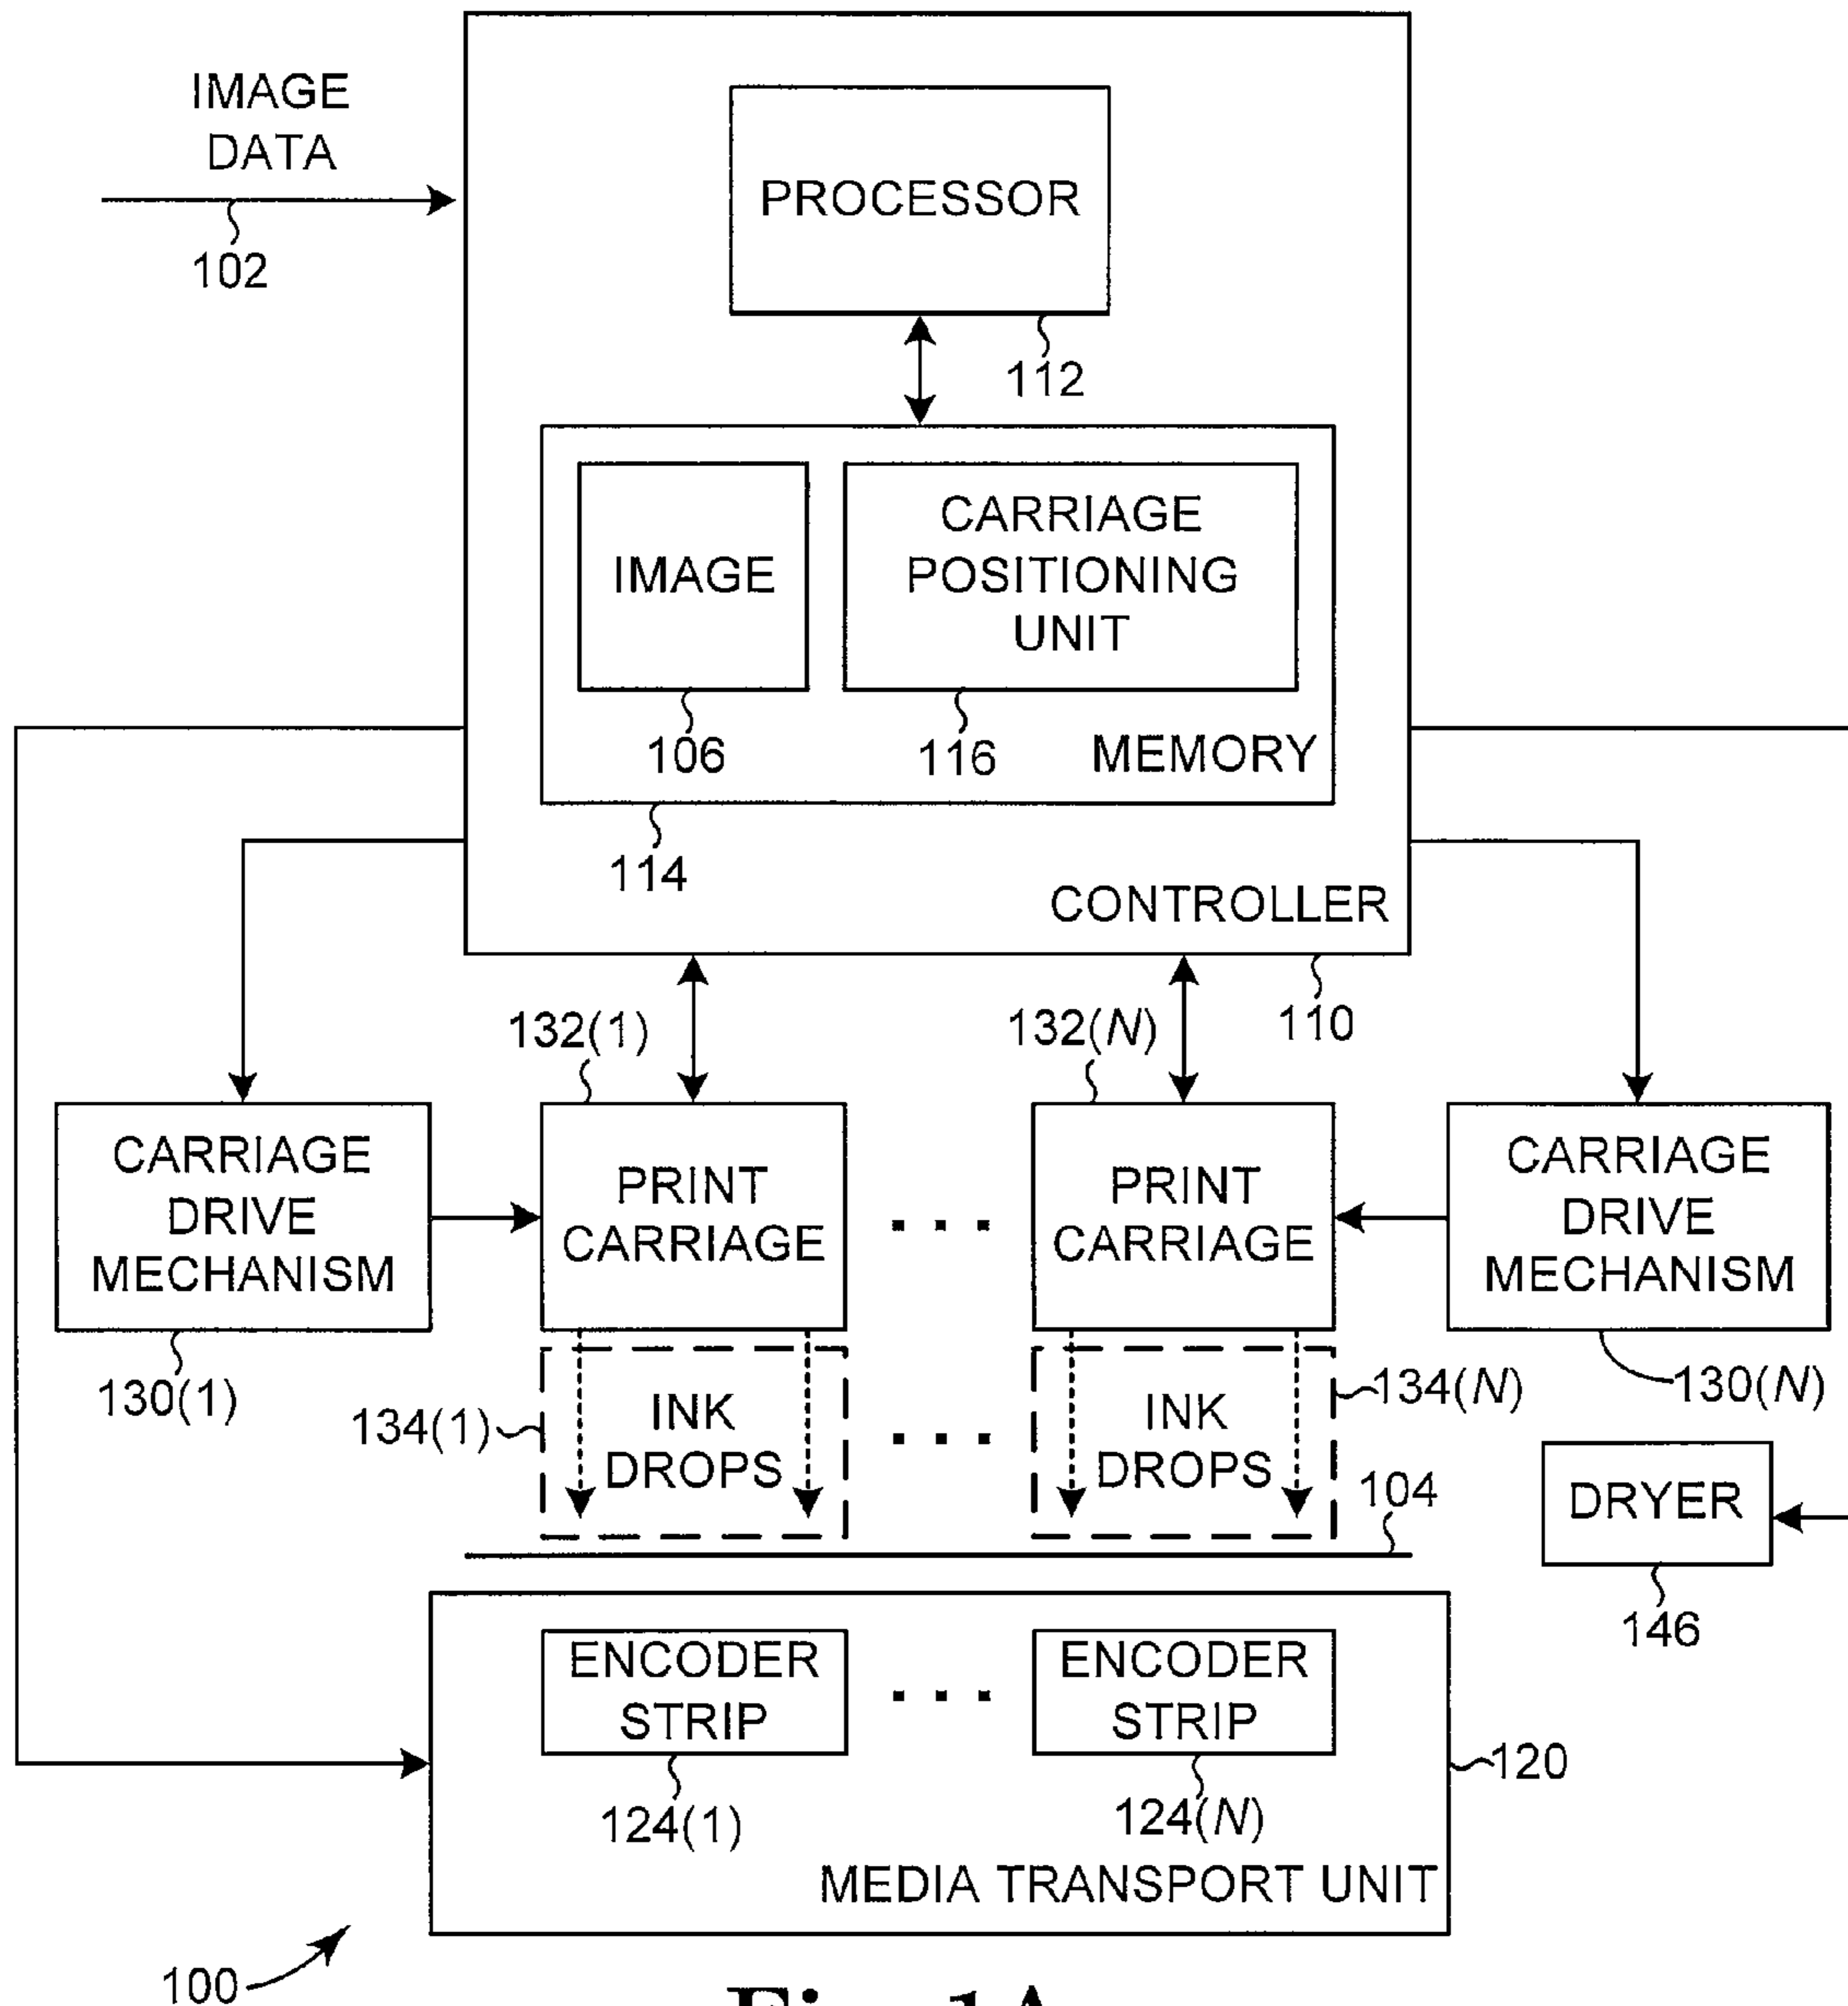 IMAGE
DATA
102
PROCESSOR
112
IMAGE
106
CARRIAGE
POSITIONING
UNIT
116
MEMORY
114
CONTROLLER
110
132(1)
132(N)
CARRIAGE
DRIVE
MECHANISM
130(1)
PRINT
CARRIAGE
. . .
PRINT
CARRIAGE
CARRIAGE
DRIVE
MECHANISM
130(N)
134(1)
INK
DROPS
. . .
INK
DROPS
134(N)
104
DRYER
146
ENCODER
STRIP
124(1)
. . .
ENCODER
STRIP
124(N)
120
MEDIA TRANSPORT UNIT
100
Fig. 1A